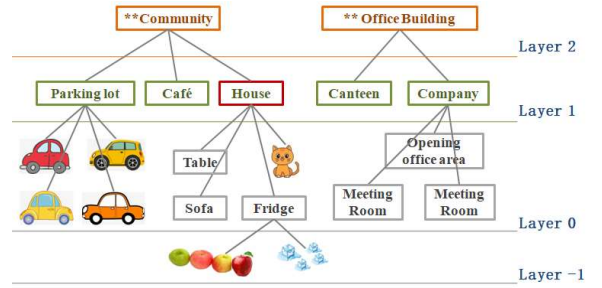 **Community
** Office Building
Layer 2
Parking lot
Café
House
Canteen
Company
Layer 1
Table
Opening
office area
Sofa
Fridge
Meeting
Room
Meeting
Room
Layer 0
Layer -1